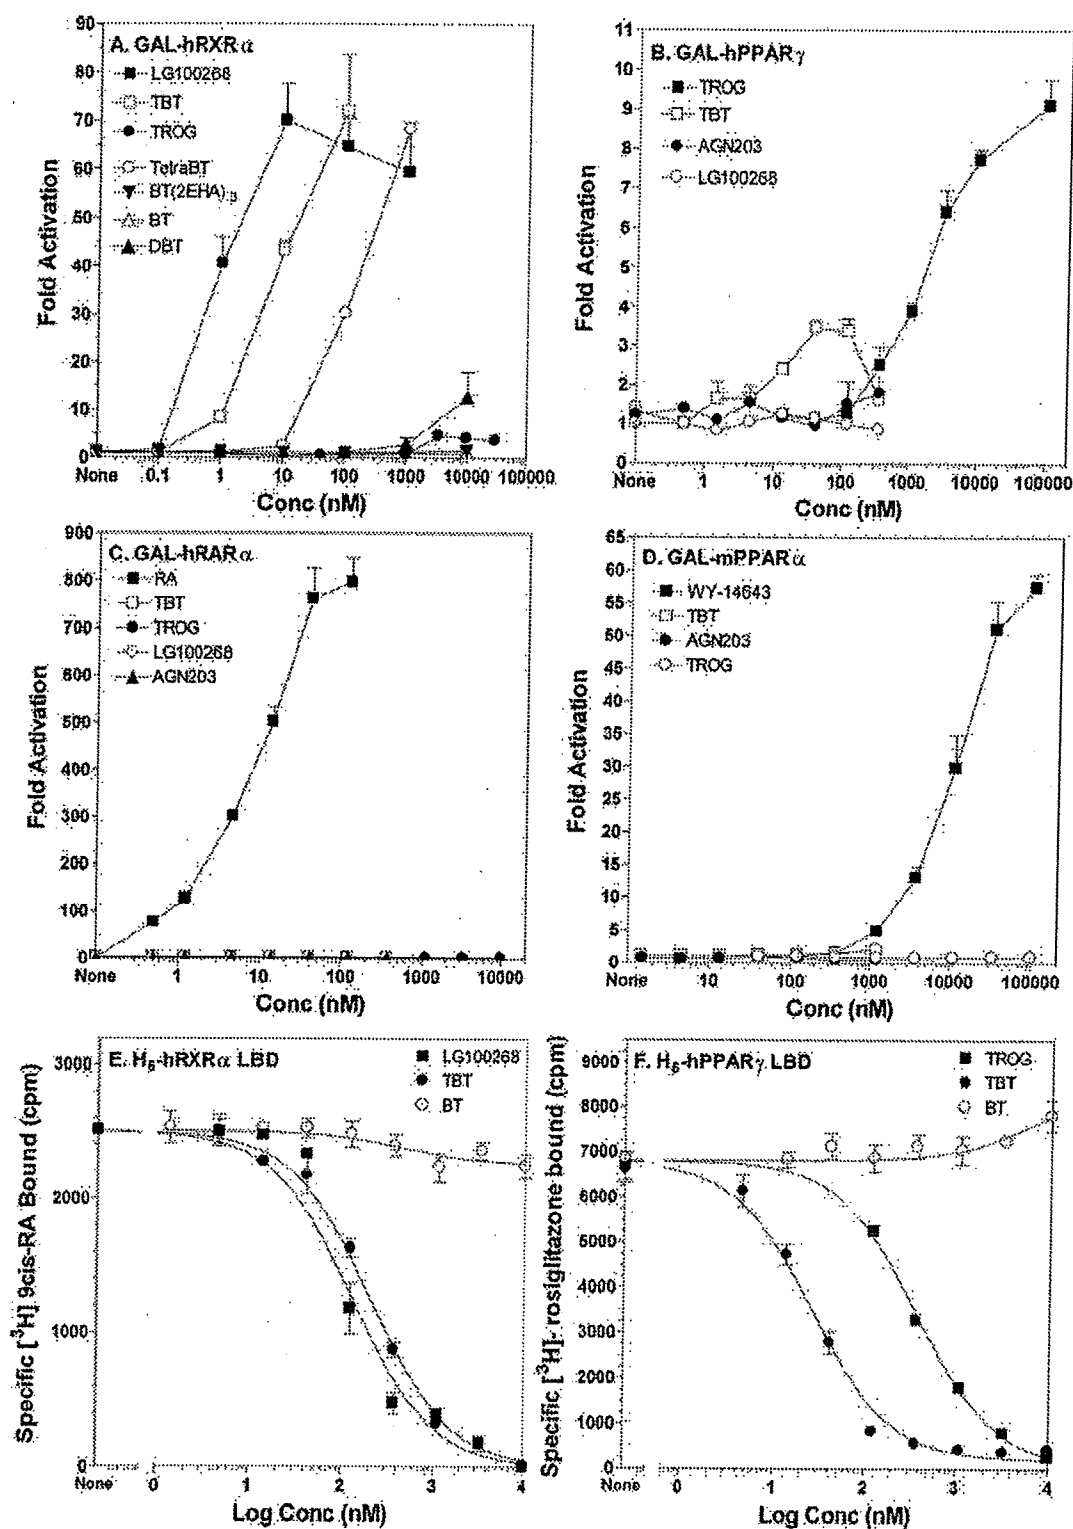 A. GAL-hRXRα
LG100268
TBT
TROG
TetraBT
BT(2EHA)3
BT
DBT
Fold Activation
90
80
70
60
50
40
30
20
10
0
None 0.1 1 10 100 1000 10000 100000
Conc (nM)
B. GAL-hPPARγ
TROG
TBT
AGN203
LG100268
Fold Activation
11
10
9
8
7
6
5
4
3
2
1
0
None 1 10 100 1000 10000 100000
Conc (nM)
C. GAL-hRARα
RA
TBT
TROG
LG100268
AGN203
Fold Activation
900
800
700
600
500
400
300
200
100
0
None 1 10 100 1000 10000
Conc (nM)
D. GAL-mPPARα
WY-14643
TBT
AGN203
TROG
Fold Activation
65
60
55
50
45
40
35
30
25
20
15
10
5
0
None 10 100 1000 10000 100000
Conc (nM)
E. H6-hRXRα LBD
LG100268
TBT
BT
Specific [3H] 9cis-RA Bound (cpm)
3000
2000
1000
0
None 0 1 2 3 4
Log Conc (nM)
F. H6-hPPARγ LBD
TROG
TBT
BT
Specific [3H]- rosiglitazone bound (cpm)
9000
8000
7000
6000
5000
4000
3000
2000
1000
0
None 0 1 2 3 4
Log Conc (nM)